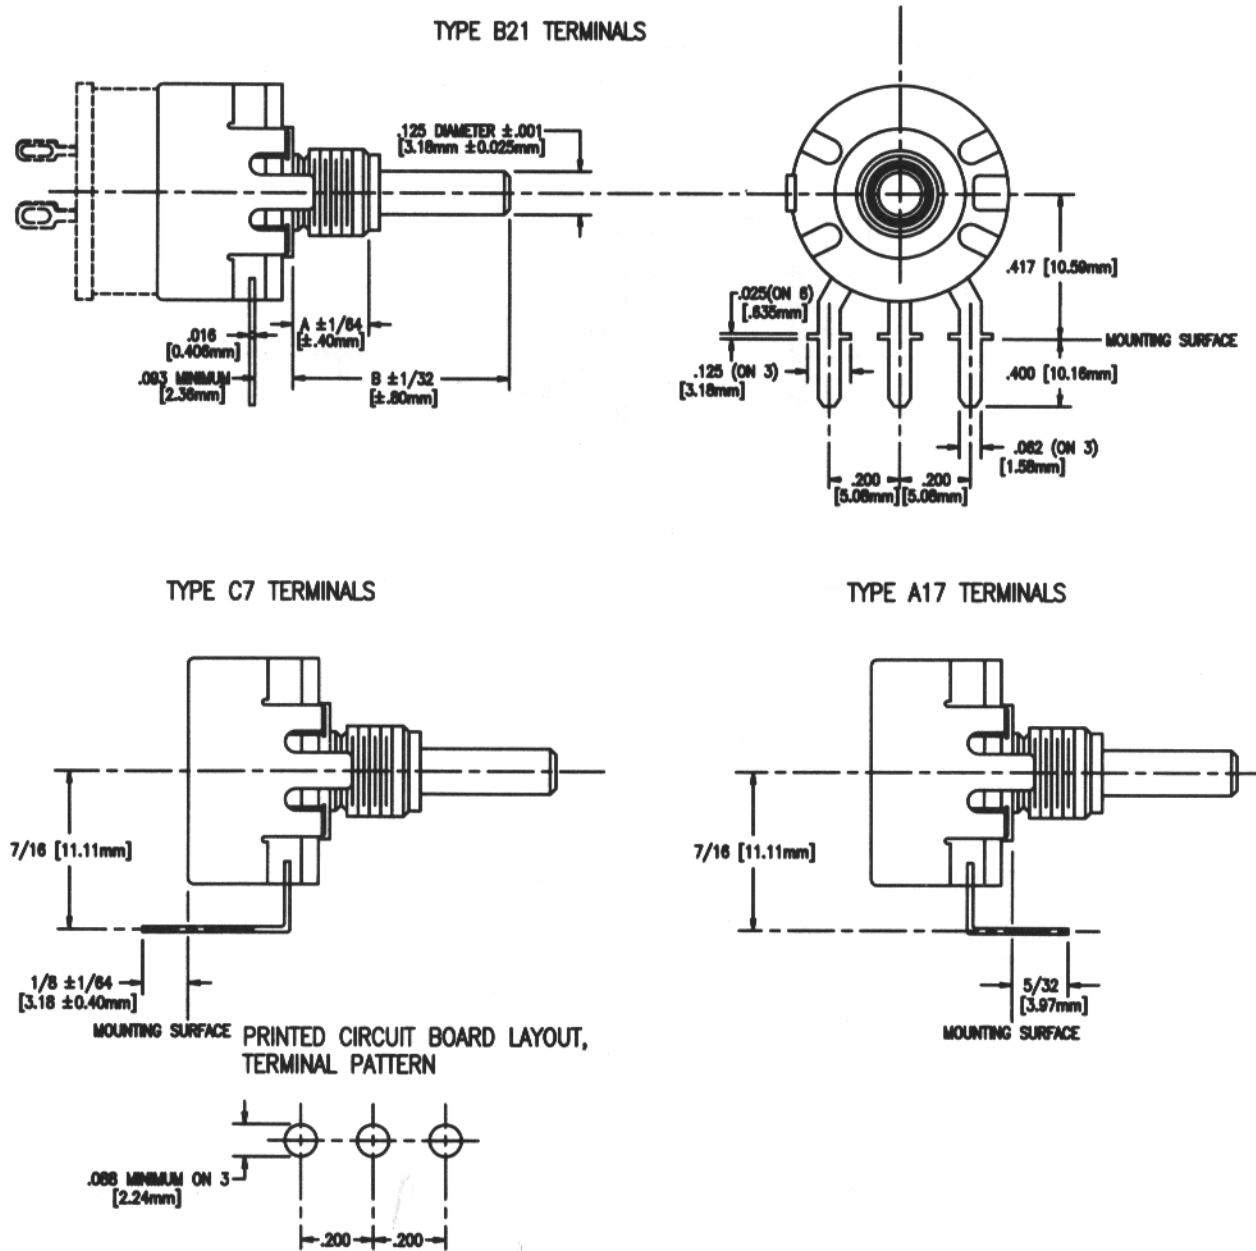 TYPE B21 TERMINALS
.125 DIAMETER ±.001
[3.18mm ±0.025mm]
.016
[0.406mm]
A ±1/64
[±.40mm]
.093 MINIMUM
[2.36mm]
B ±1/32
[±.80mm]
.417 [10.59mm]
.025(ON 6)
[.635mm]
MOUNTING SURFACE
.125 (ON 3)
[3.18mm]
.400 [10.16mm]
.062 (ON 3)
[1.58mm]
.200 .200
[5.08mm] [5.08mm]
TYPE C7 TERMINALS
TYPE A17 TERMINALS
7/16 [11.11mm]
7/16 [11.11mm]
1/8 ±1/64
[3.18 ±0.40mm]
MOUNTING SURFACE
5/32
[3.97mm]
MOUNTING SURFACE
PRINTED CIRCUIT BOARD LAYOUT,
TERMINAL PATTERN
.088 MINIMUM ON 3
[2.24mm]
.200 .200